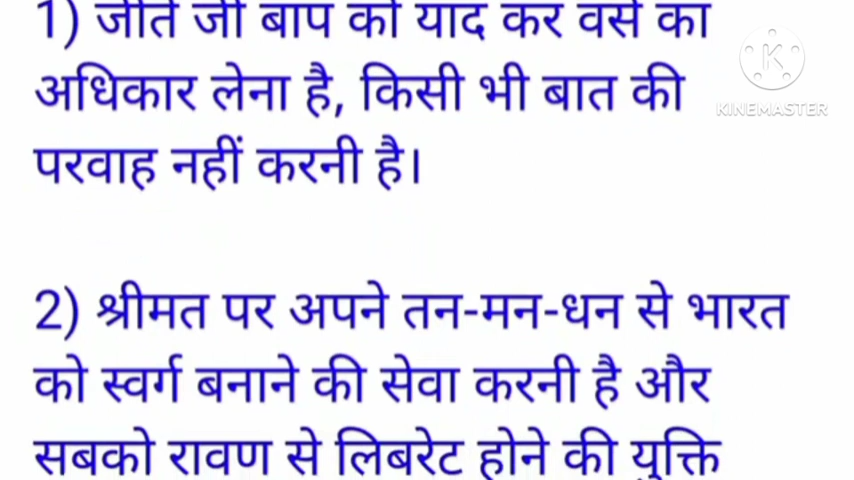 1) जीते जी बाप को याद कर वर्से का
अधिकार लेना है, किसी भी बात की
परवाह नहीं करनी है।
2) श्रीमत पर अपने तन-मन-धन से भारत
को स्वर्ग बनाने की सेवा करनी है और
सबको रावण से लिबरेट होने की युक्ति
K
KINEMASTER